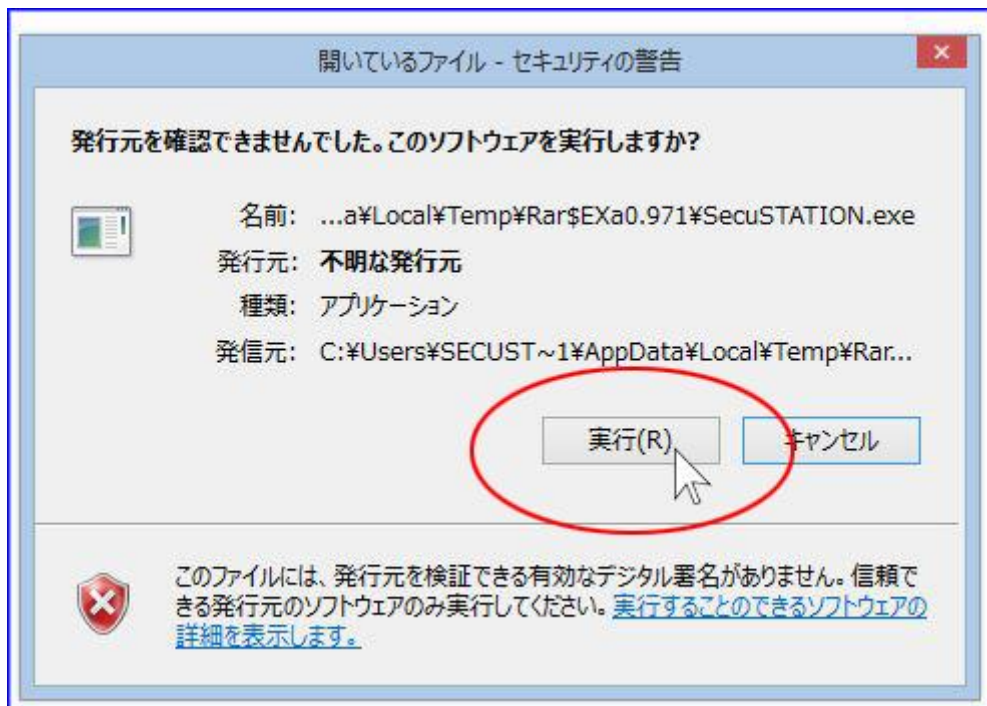 開いているファイル - セキュリティの警告
発行元を確認できませんでした。このソフトウェアを実行しますか?
名前: ...a¥Local¥Temp¥Rar$EXa0.971¥SecuSTATION.exe
発行元: 不明な発行元
種類: アプリケーション
発信元: C:¥Users¥SECUST~1¥AppData¥Local¥Temp¥Rar...
実行(R) キャンセル
このファイルには、発行元を検証できる有効なデジタル署名がありません。信頼で
きる発行元のソフトウェアのみ実行してください。実行することのできるソフトウェアの
詳細を表示します。